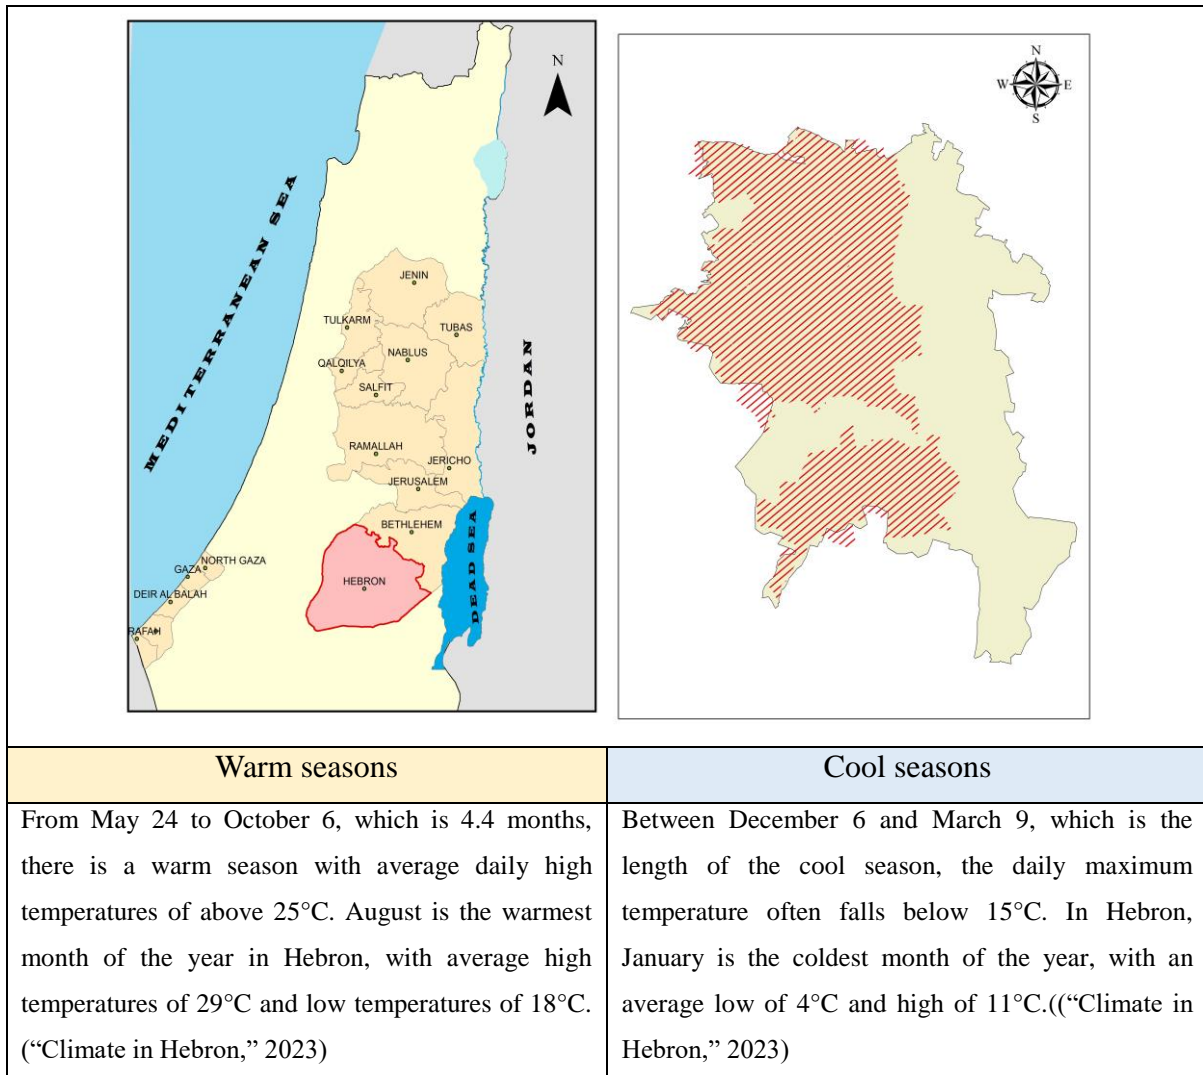 N
MEDITERRANEAN SEA
JENIN
TULKARM
TUBAS
NABLUS
QALQILYA
SALFIT
JORDAN
RAMALLAH
JERICHO
JERUSALEM
BETHLEHEM
DEAD SEA
NORTH GAZA
GAZA
HEBRON
DEIR AL BALAH
RAFAH
N
W
E
S
Warm seasons
From May 24 to October 6, which is 4.4 months,
there is a warm season with average daily high
temperatures of above 25°C. August is the warmest
month of the year in Hebron, with average high
temperatures of 29°C and low temperatures of 18°C.
(“Climate in Hebron,” 2023)
Cool seasons
Between December 6 and March 9, which is the
length of the cool season, the daily maximum
temperature often falls below 15°C. In Hebron,
January is the coldest month of the year, with an
average low of 4°C and high of 11°C.((“Climate in
Hebron,” 2023)